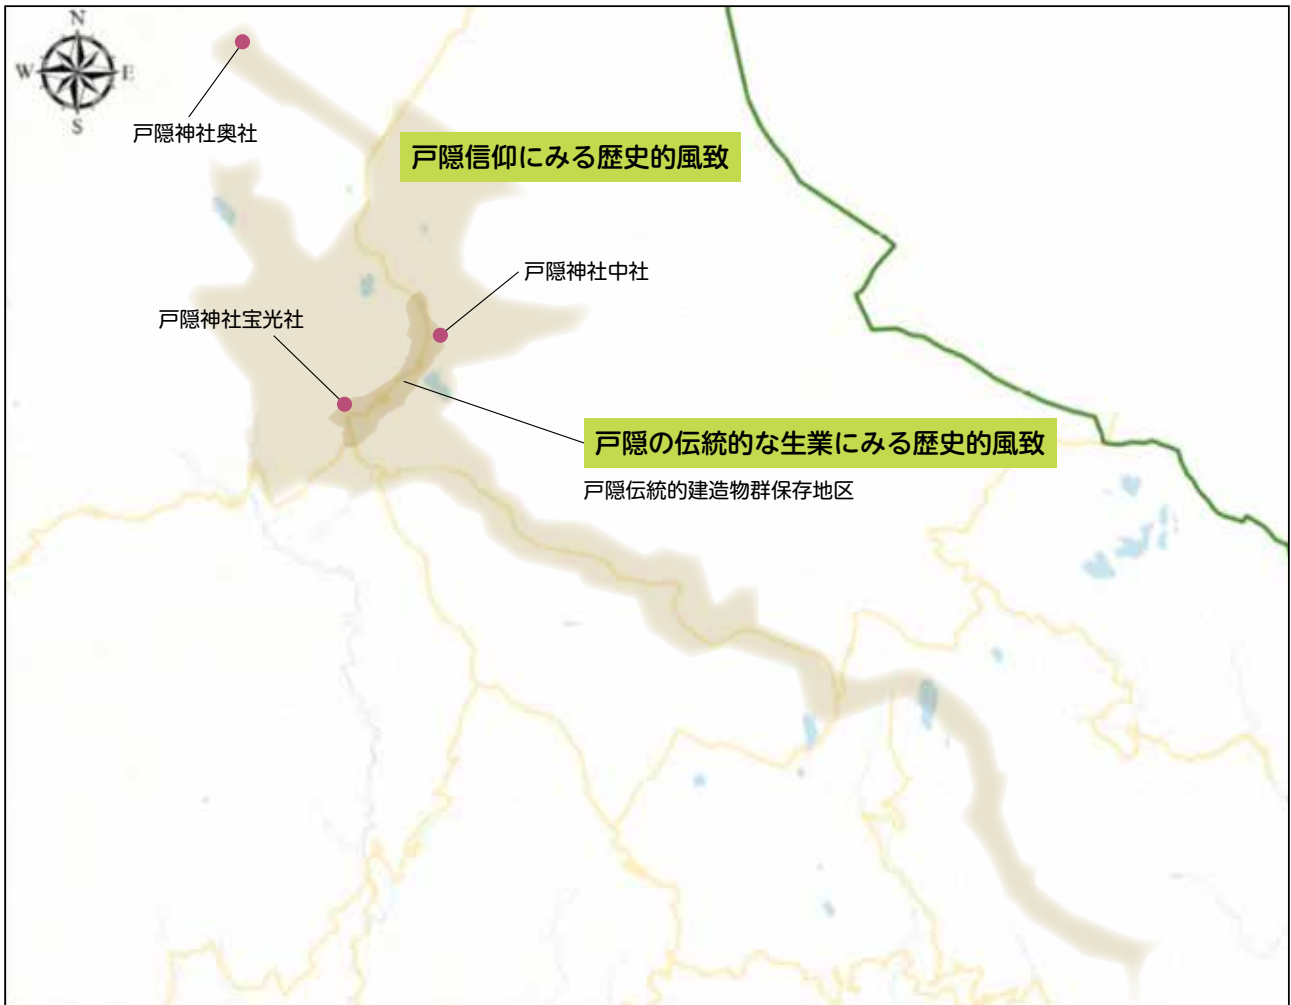 N
W
E
S
戸隠神社奥社
戸隠信仰にみる歴史的風致
戸隠神社中社
戸隠神社宝光社
戸隠の伝統的な生業にみる歴史的風致
戸隠伝統的建造物群保存地区